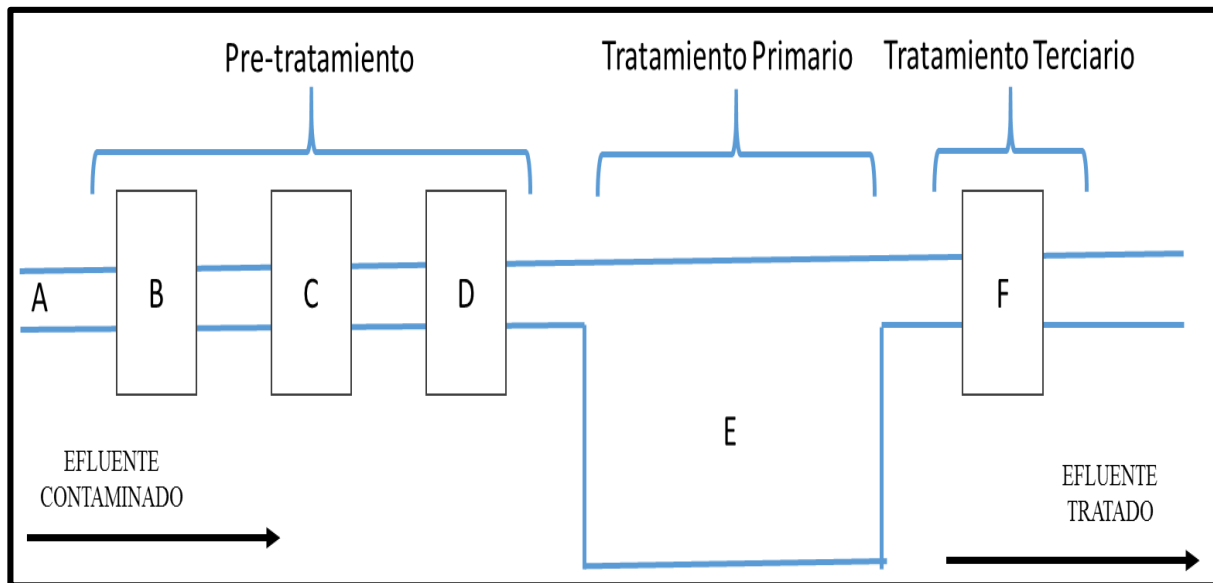 Pre-tratamiento
Tratamiento Primario
Tratamiento Terciario
A
B
C
D
E
F
EFLUENTE
CONTAMINADO
EFLUENTE
TRATADO